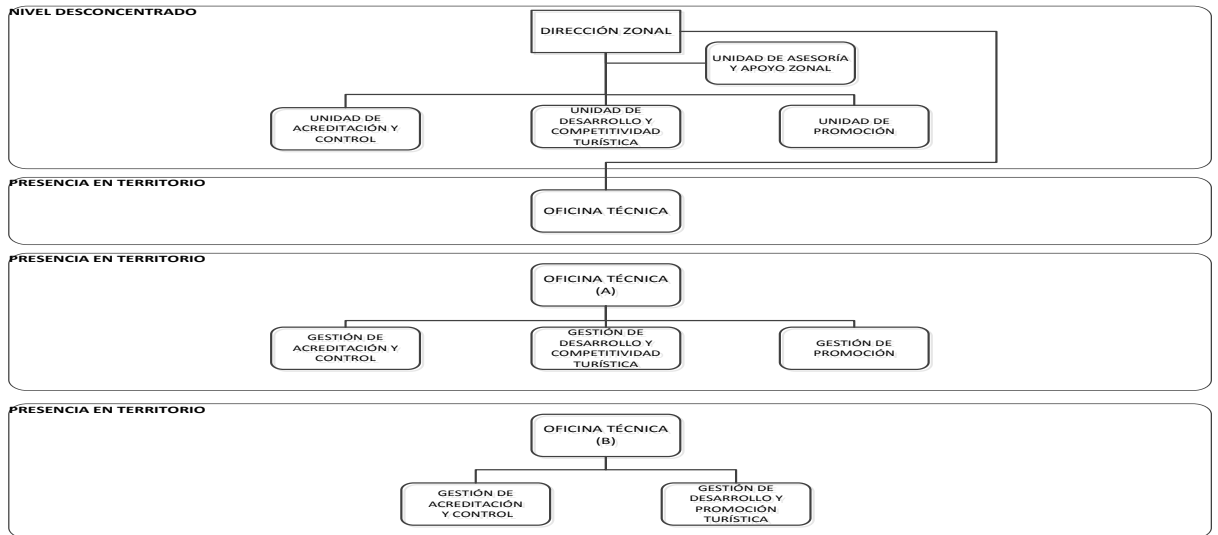 NIVEL DESCONCENTRADO
DIRECCIÓN ZONAL
UNIDAD DE ASESORÍA
Y APOYO ZONAL
UNIDAD DE
ACREDITACIÓN Y
CONTROL
UNIDAD DE
DESARROLLO Y
COMPETITIVIDAD
TURÍSTICA
UNIDAD DE
PROMOCIÓN
PRESENCIA EN TERRITORIO
OFICINA TÉCNICA
PRESENCIA EN TERRITORIO
OFICINA TÉCNICA
(A)
GESTIÓN DE
ACREDITACIÓN Y
CONTROL
GESTIÓN DE
DESARROLLO Y
COMPETITIVIDAD
TURÍSTICA
GESTIÓN DE
PROMOCIÓN
PRESENCIA EN TERRITORIO
OFICINA TÉCNICA
(B)
GESTIÓN DE
ACREDITACIÓN
Y CONTROL
GESTIÓN DE
DESARROLLO Y
PROMOCIÓN
TURÍSTICA